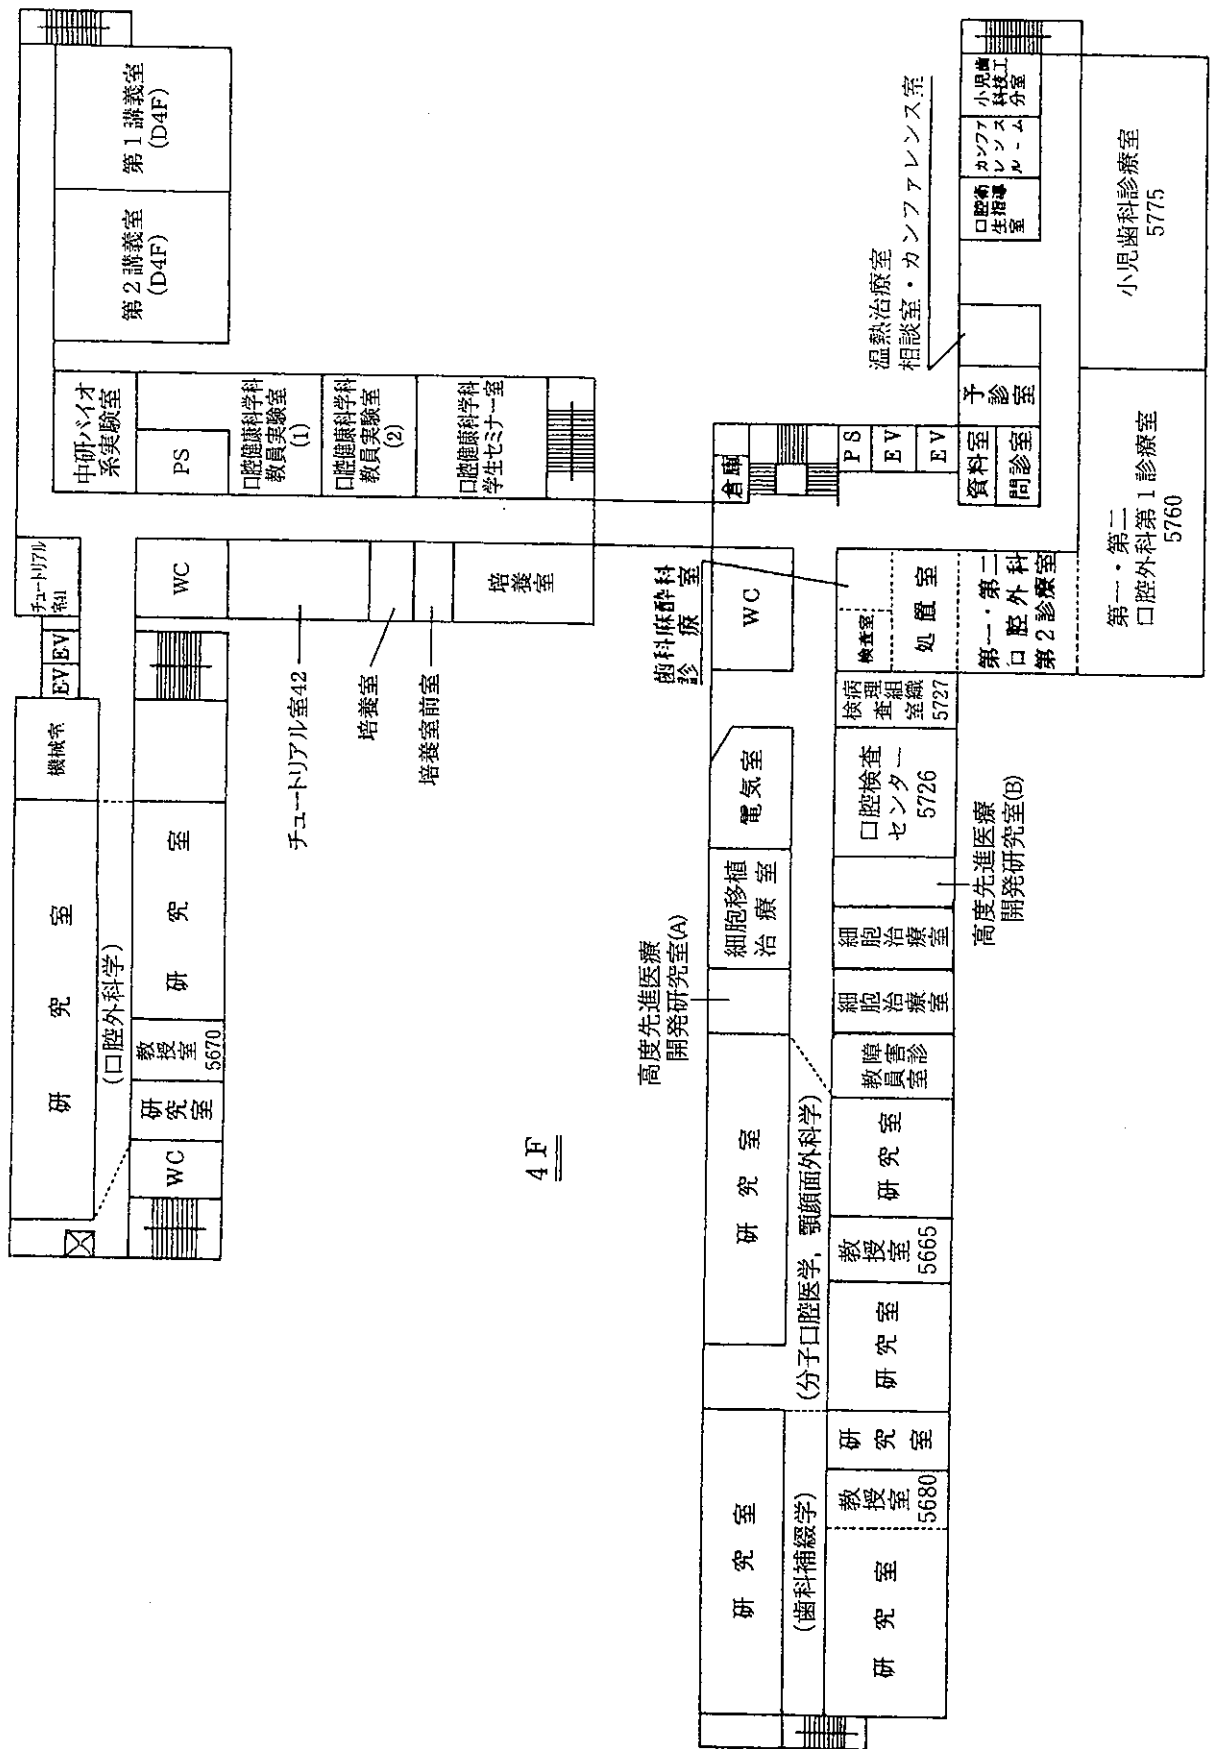 第1講義室
(D4F)
第2講義室
(D4F)
中研バイオ
系実験室
PS
口腔健康科学科
教員実験室
(1)
口腔健康科学科
教員実験室
(2)
口腔健康科学科
学生セミナー室
チュートリアル
室41
EV
EV
機械室
WC
培養室
チュートリアル室42
培養室
培養室前室
研究室
(口腔外科学)
研究室
教授室
5670
研究室
WC
4F
小児歯
科技工
分室
カンファ
レンス
ルーム
口腔衛
生指導
室
温熱治療室
相談室・カンファレンス室
小児歯科診療室
5775
予診室
資料室
問診室
倉庫
PS
EV
EV
第一・第二
口腔外科第1診療室
5760
第一・第二
口腔外科
第2診療室
歯科麻酔科
診療室
WC
検査室
処置室
病理組織
検査室
5727
口腔検査
センター
5726
電気室
細胞移植
治療室
高度先進医療
開発研究室(A)
高度先進医療
開発研究室(B)
細胞治療室
細胞治療室
障害診
教員室
研究室
(分子口腔医学，顎顔面外科学)
研究室
教授室
5665
研究室
研究室
(歯科補綴学)
研究室
教授室
5680
研究室